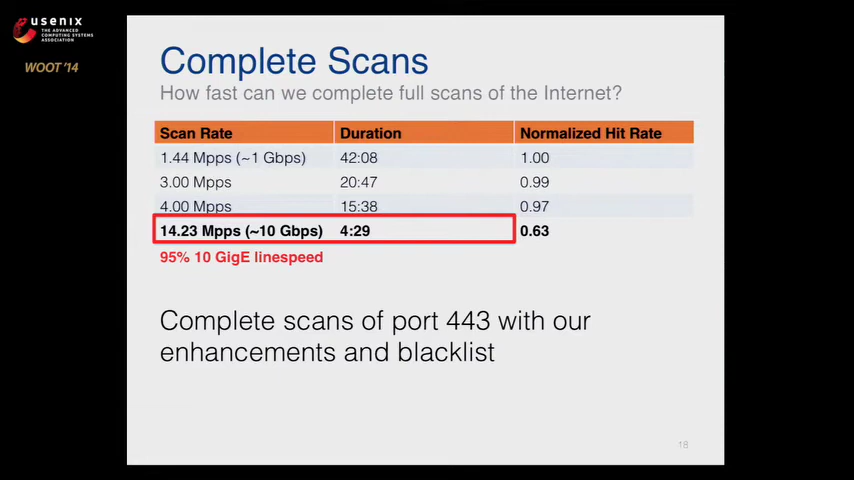 usenix
THE ADVANCED
COMPUTING SYSTEMS
ASSOCIATION
WOOT '14
Complete Scans
How fast can we complete full scans of the Internet?
Scan Rate Duration Normalized Hit Rate
1.44 Mpps (~1 Gbps) 42:08 1.00
3.00 Mpps 20:47 0.99
4.00 Mpps 15:38 0.97
14.23 Mpps (~10 Gbps) 4:29 0.63
95% 10 GigE linespeed
Complete scans of port 443 with our
enhancements and blacklist
18